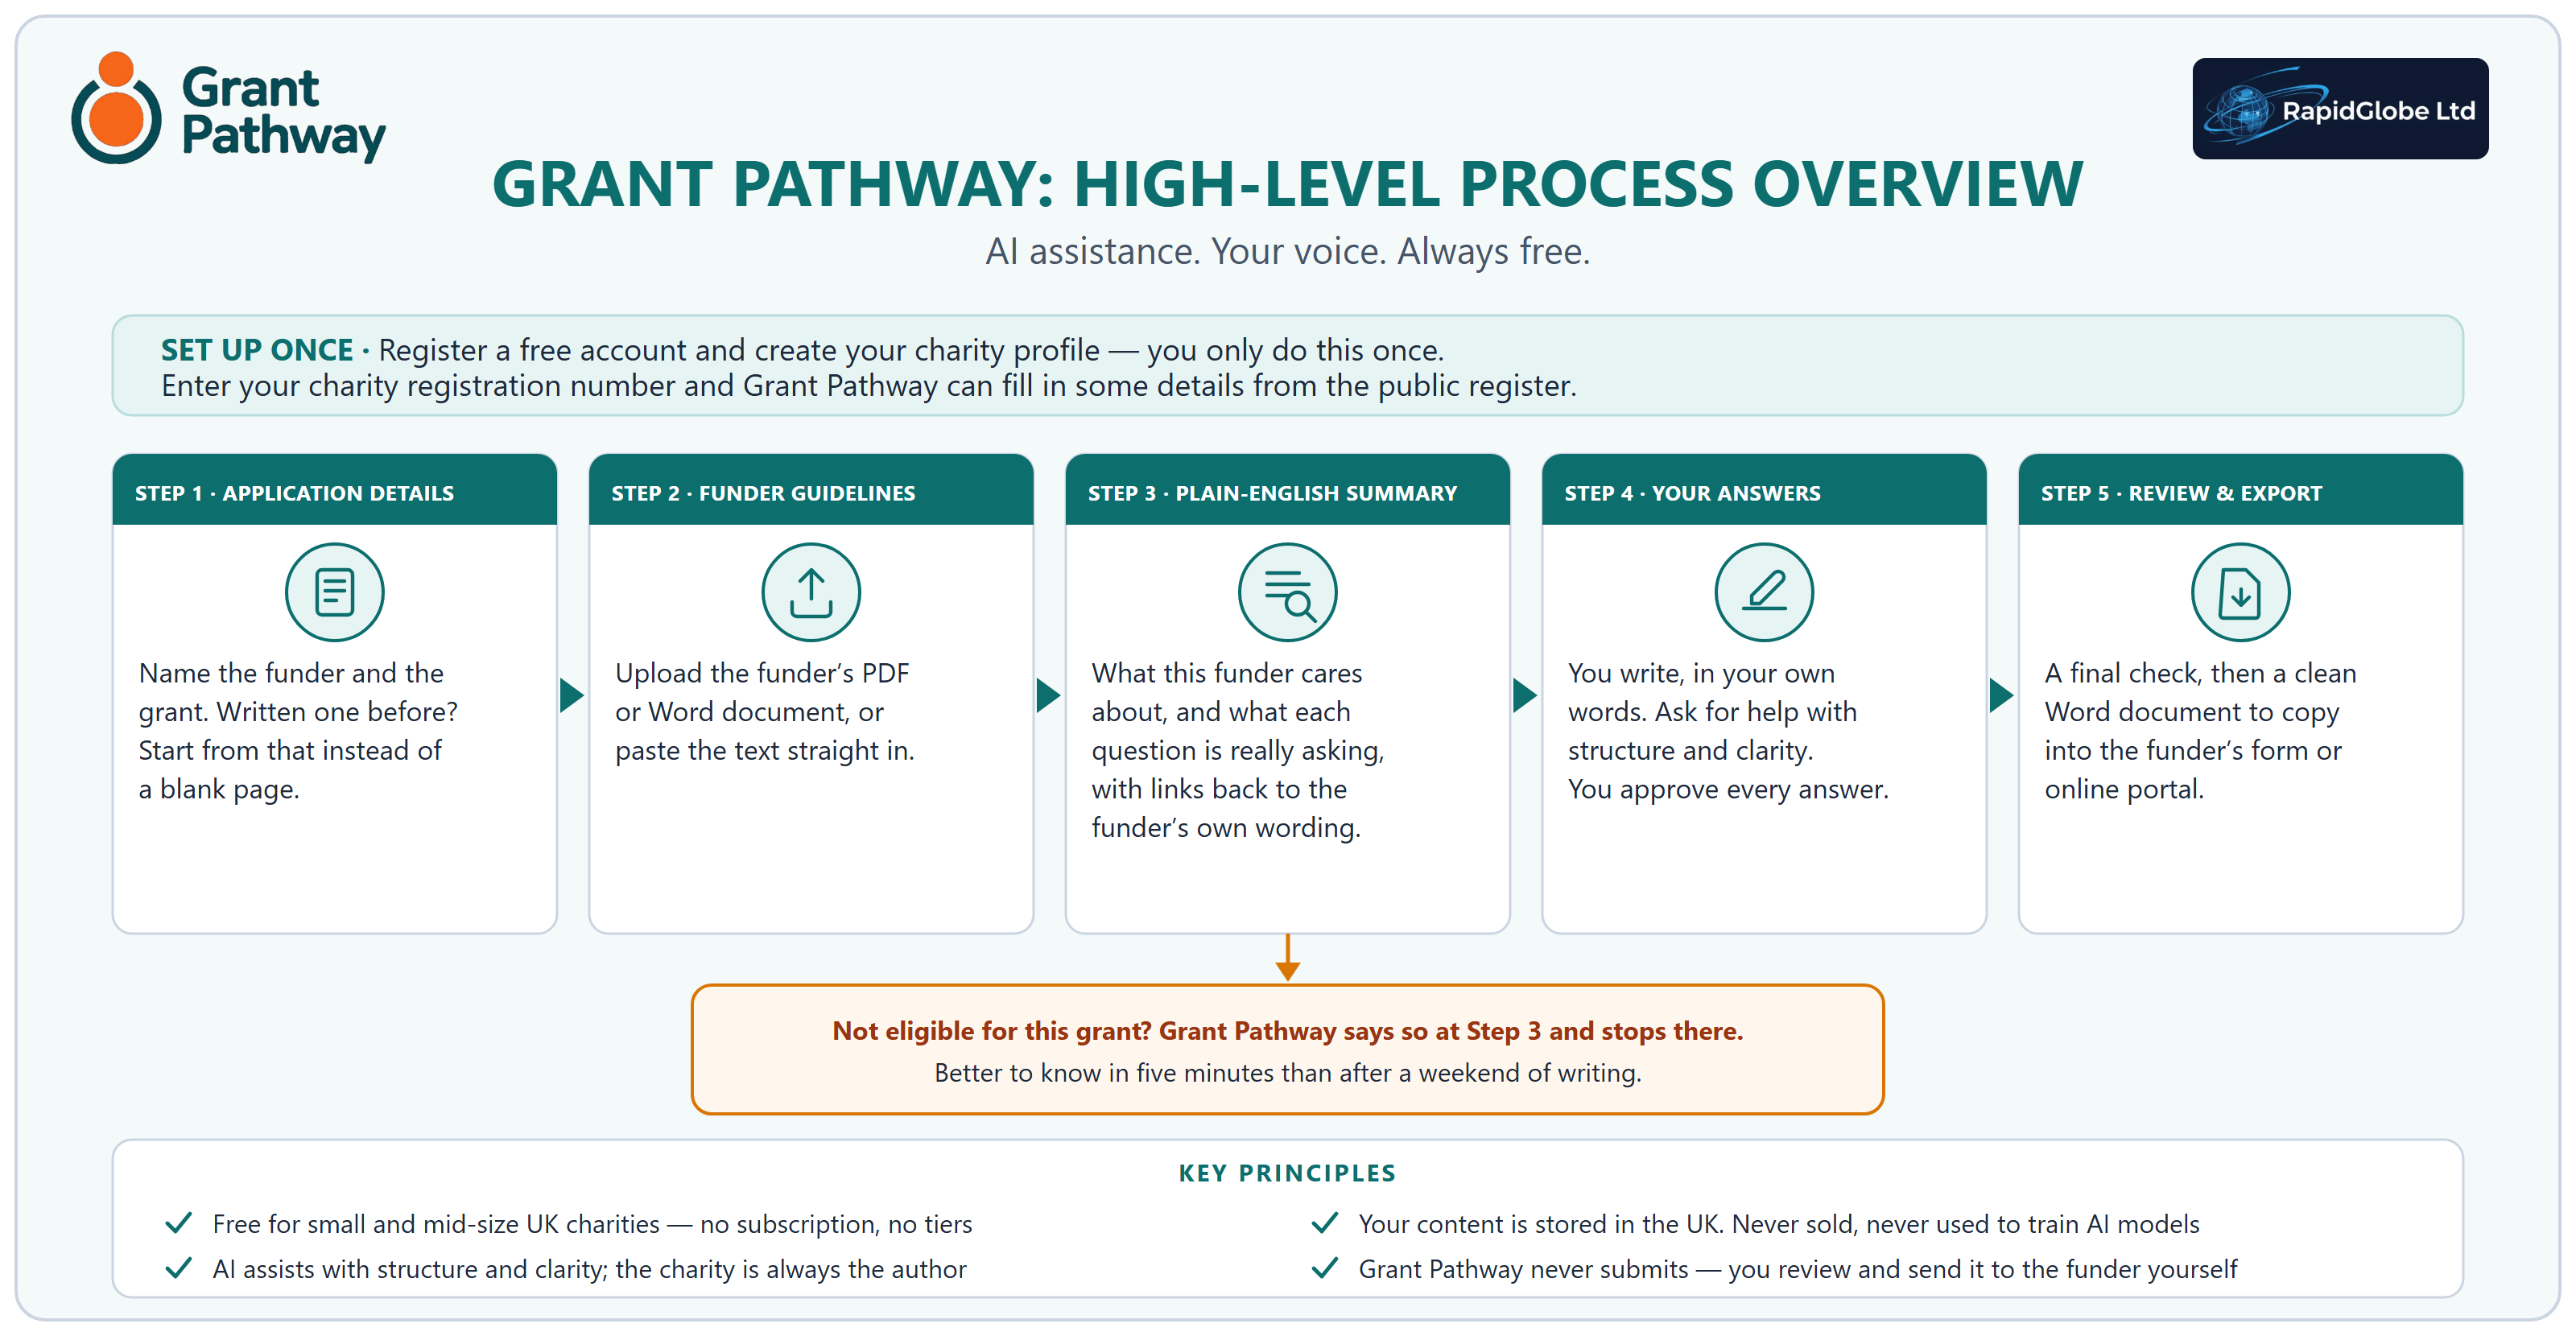 Grant
Pathway
RapidGlobe Ltd
GRANT PATHWAY: HIGH-LEVEL PROCESS OVERVIEW
AI assistance. Your voice. Always free.
SET UP ONCE · Register a free account and create your charity profile — you only do this once.
Enter your charity registration number and Grant Pathway can fill in some details from the public register.
STEP 1 · APPLICATION DETAILS
Name the funder and the
grant. Written one before?
Start from that instead of
a blank page.
STEP 2 · FUNDER GUIDELINES
Upload the funder’s PDF
or Word document, or
paste the text straight in.
STEP 3 · PLAIN-ENGLISH SUMMARY
What this funder cares
about, and what each
question is really asking,
with links back to the
funder’s own wording.
STEP 4 · YOUR ANSWERS
You write, in your own
words. Ask for help with
structure and clarity.
You approve every answer.
STEP 5 · REVIEW & EXPORT
A final check, then a clean
Word document to copy
into the funder’s form or
online portal.
Not eligible for this grant? Grant Pathway says so at Step 3 and stops there.
Better to know in five minutes than after a weekend of writing.
KEY PRINCIPLES
Free for small and mid-size UK charities — no subscription, no tiers
AI assists with structure and clarity; the charity is always the author
Your content is stored in the UK. Never sold, never used to train AI models
Grant Pathway never submits — you review and send it to the funder yourself